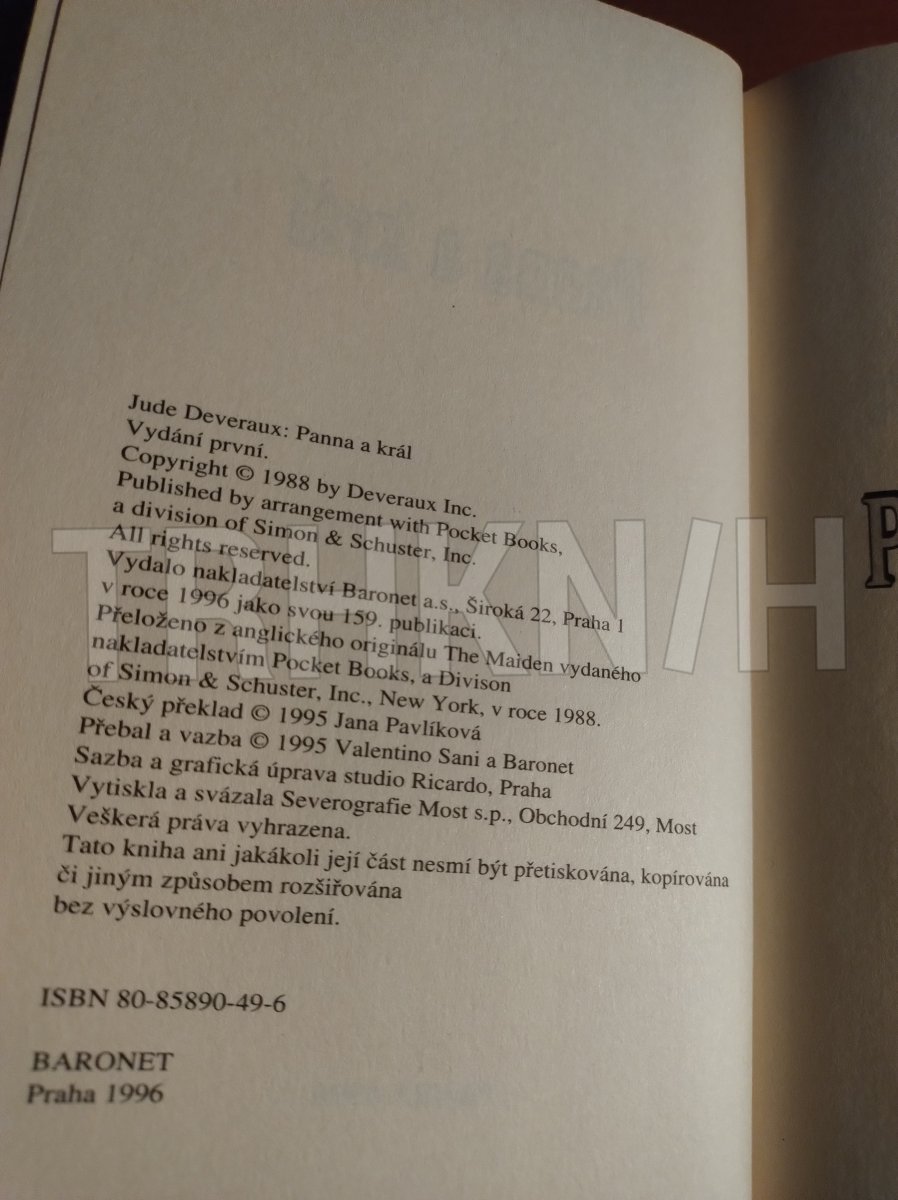 Jude Deveraux: Panna a král
Vydání první.
Copyright © 1988 by Deveraux Inc.
Published by arrangement with Pocket Books,
a division of Simon & Schuster, Inc.
All rights reserved.
Vydalo nakladatelství Baronet a.s., Široká 22, Praha 1
v roce 1996 jako svou 159. publikaci.
Přeloženo z anglického originálu The Maiden vydaného
nakladatelstvím Pocket Books, a Divison
of Simon & Schuster, Inc., New York, v roce 1988.
Český překlad © 1995 Jana Pavlíková
Přebal a vazba © 1995 Valentino Sani a Baronet
Sazba a grafická úprava studio Ricardo, Praha
Vytiskla a svázala Severografie Most s.p., Obchodní 249, Most
Veškerá práva vyhrazena.
Tato kniha ani jakákoli její část nesmí být přetiskována, kopírována
či jiným způsobem rozšiřována
bez výslovného povolení.
ISBN 80-85890-49-6
BARONET
Praha 1996
P